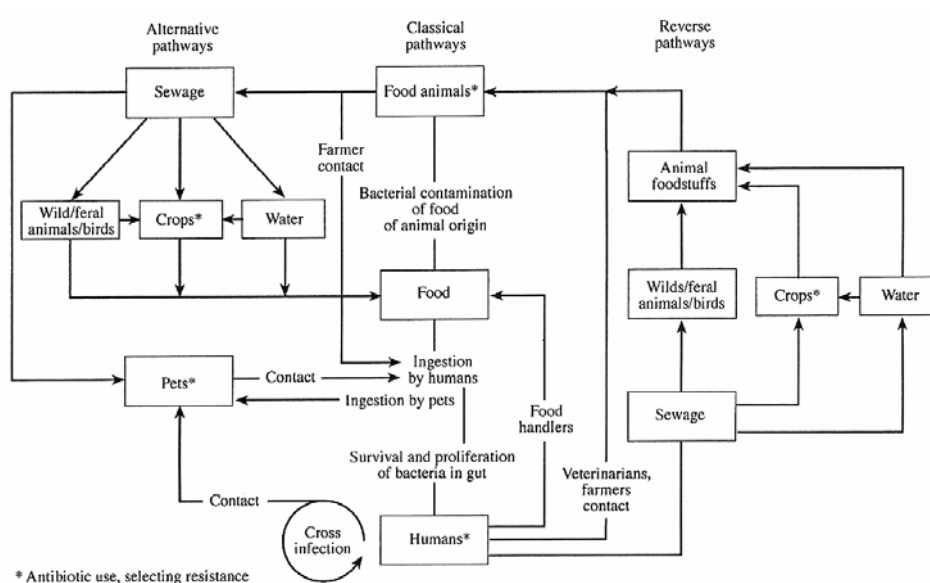 Alternative
pathways
Classical
pathways
Reverse
pathways
Sewage
Food animals*
Farmer
contact
Animal
foodstuffs
Bacterial contamination
of food
of animal origin
Wild/feral
animals/birds
Crops*
Water
Food
Wilds/feral
animals/birds
Crops*
Water
Ingestion
by humans
Pets*
Contact
Ingestion by pets
Food
handlers
Sewage
Survival and proliferation
of bacteria in gut
Veterinarians,
farmers
contact
Contact
Cross
infection
Humans*
* Antibiotic use, selecting resistance